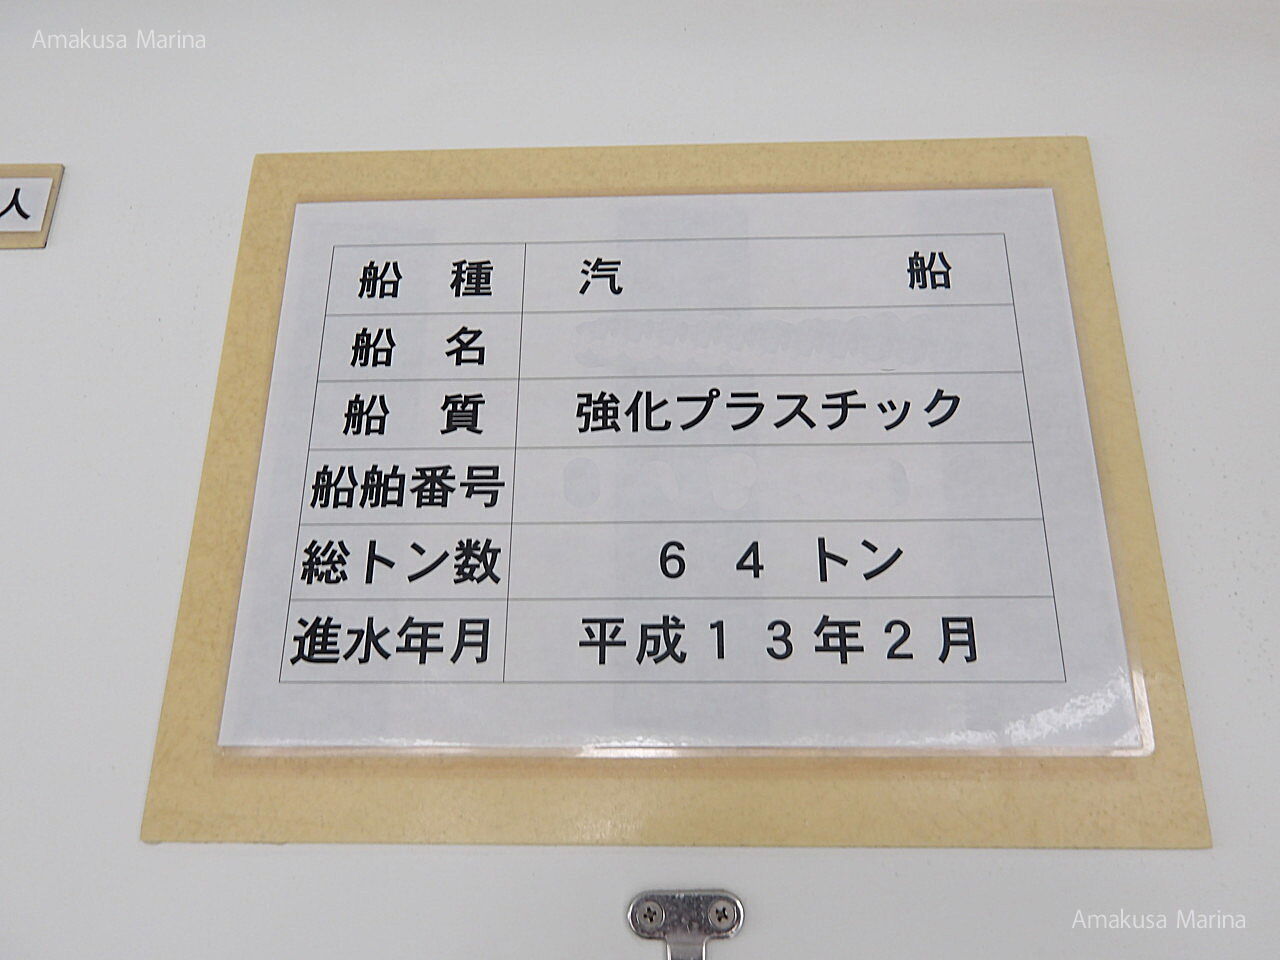 Amakusa Marina
人
船 種 汽 船
船 名
船 質 強化プラスチック
船舶番号
総トン数 6 4 トン
進水年月 平成13年2月
Amakusa Marina